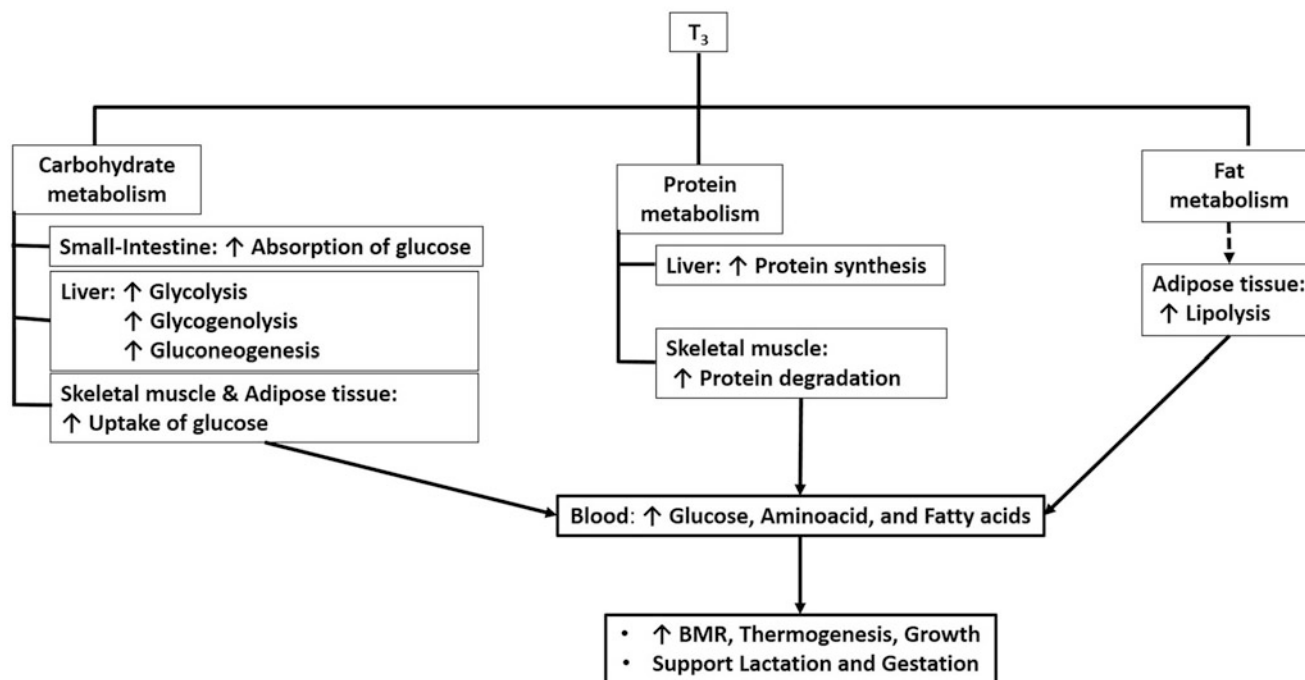 T₃
Carbohydrate
metabolism
Small-Intestine: ↑ Absorption of glucose
Liver: ↑ Glycolysis
↑ Glycogenolysis
↑ Gluconeogenesis
Skeletal muscle & Adipose tissue:
↑ Uptake of glucose
Protein
metabolism
Liver: ↑ Protein synthesis
Skeletal muscle:
↑ Protein degradation
Fat
metabolism
Adipose tissue:
↑ Lipolysis
Blood: ↑ Glucose, Aminoacid, and Fatty acids
• ↑ BMR, Thermogenesis, Growth
• Support Lactation and Gestation